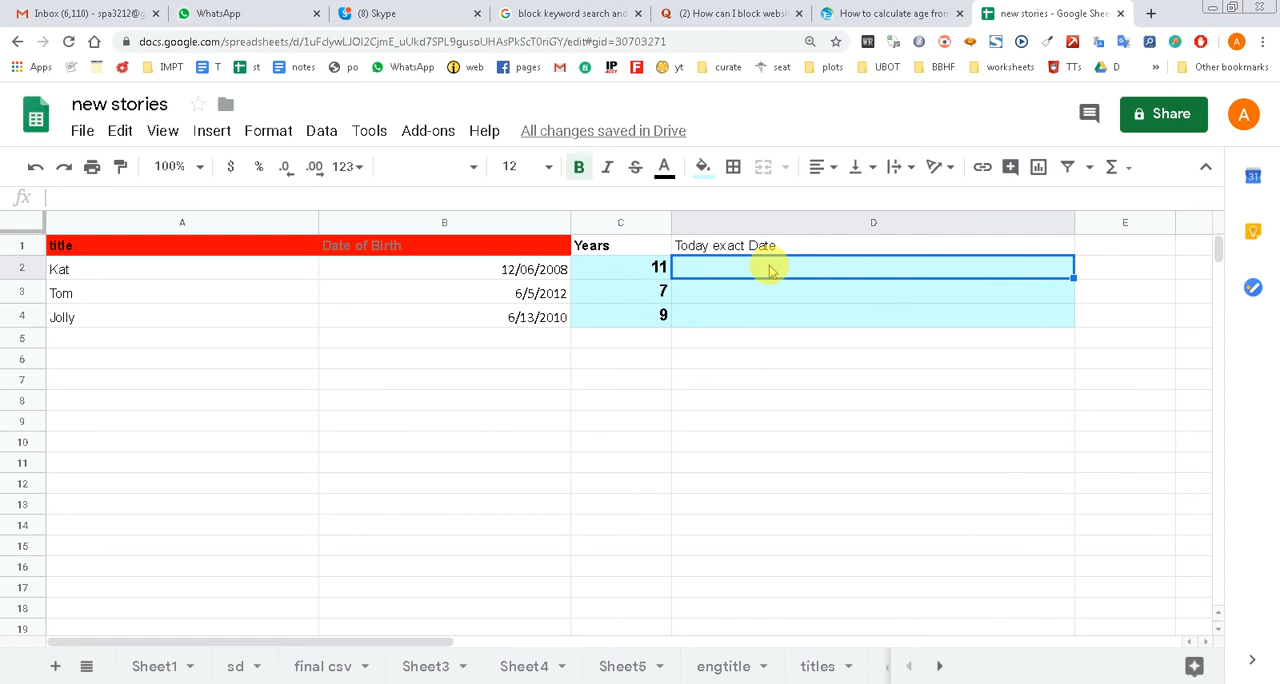 Inbox (6,110) - spa3212@g
WhatsApp
(8) Skype
block keyword search and
(2) How can I block websi
How to calculate age from
new stories - Google Shee
docs.google.com/spreadsheets/d/1uFclywLJOl2CjmE_uUkd7SPL9gusoUHAsPkScT0riGY/edit#gid=30703271
Apps IMPT T st notes po WhatsApp web pages yt curate seat plots UBOT BBHF worksheets TTs D » Other bookmarks
new stories
File Edit View Insert Format Data Tools Add-ons Help All changes saved in Drive
Share
A
100% $ % .0 .00 123 12 B I S A
fx
A B C D E
1 title Date of Birth Years Today exact Date
2 Kat 12/06/2008 11
3 Tom 6/5/2012 7
4 Jolly 6/13/2010 9
5
6
7
8
9
10
11
12
13
14
15
16
17
18
19
Sheet1 sd final csv Sheet3 Sheet4 Sheet5 engtitle titles